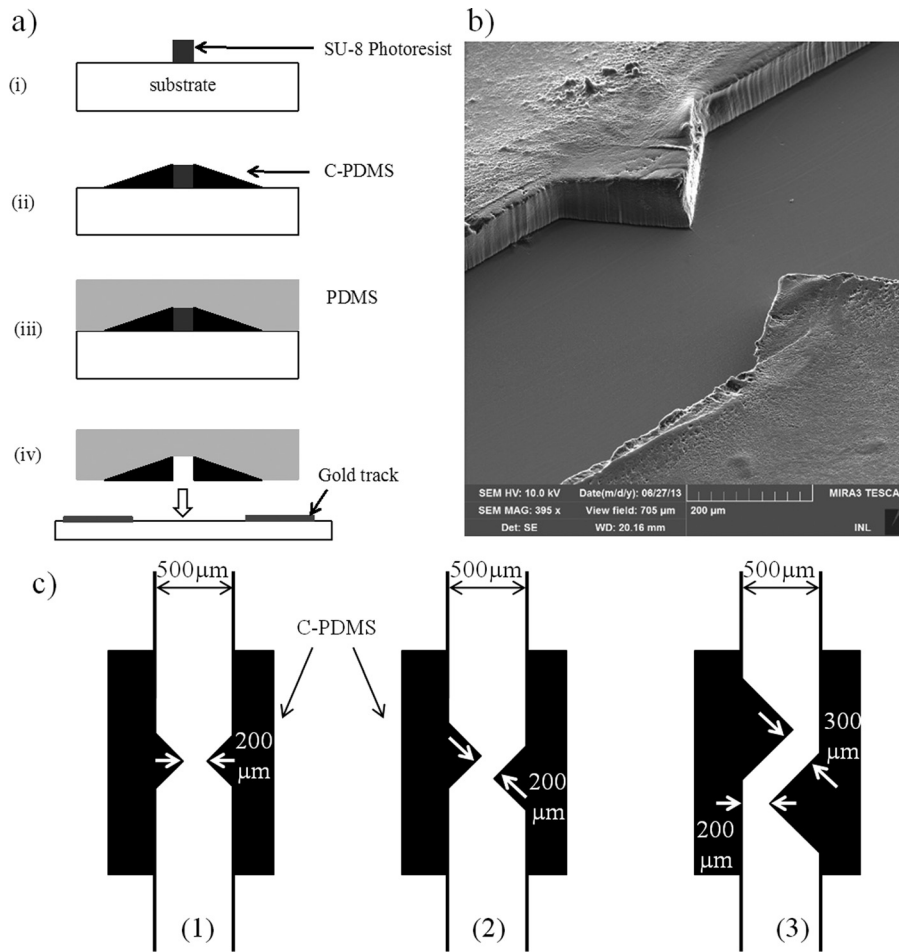 a)
SU-8 Photoresist
(i)
substrate
C-PDMS
(ii)
PDMS
(iii)
(iv)
Gold track
b)
SEM HV: 10.0 kV Date(m/d/y): 06/27/13 MIRA3 TESCA
SEM MAG: 395 x View field: 705 µm 200 µm
Det: SE WD: 20.16 mm INL
c)
500µm
500µm
500µm
C-PDMS
200
µm
200
µm
300
µm
200
µm
(1)
(2)
(3)